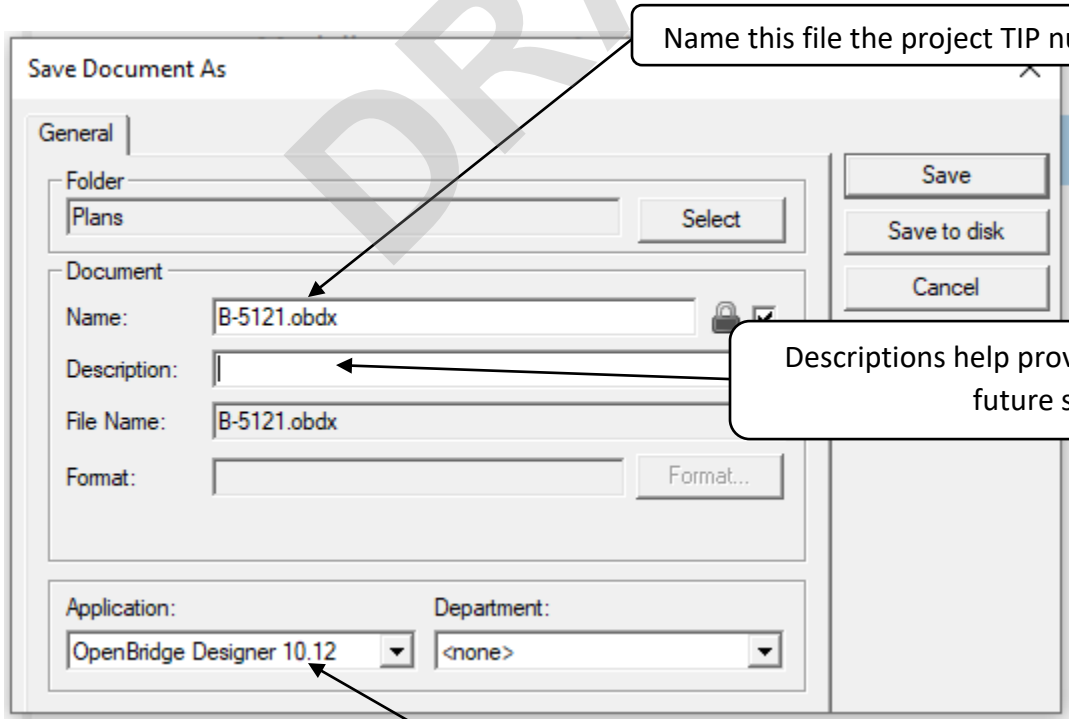 Name this file the project TIP
Save Document As
General
Folder
Plans
Select
Save
Save to disk
Cancel
Document
Name:
B-5121.obdx
Description:
Descriptions help
future
File Name:
B-5121.obdx
Format:
Format...
Application:
Department:
OpenBridge Designer 10.12
<none>